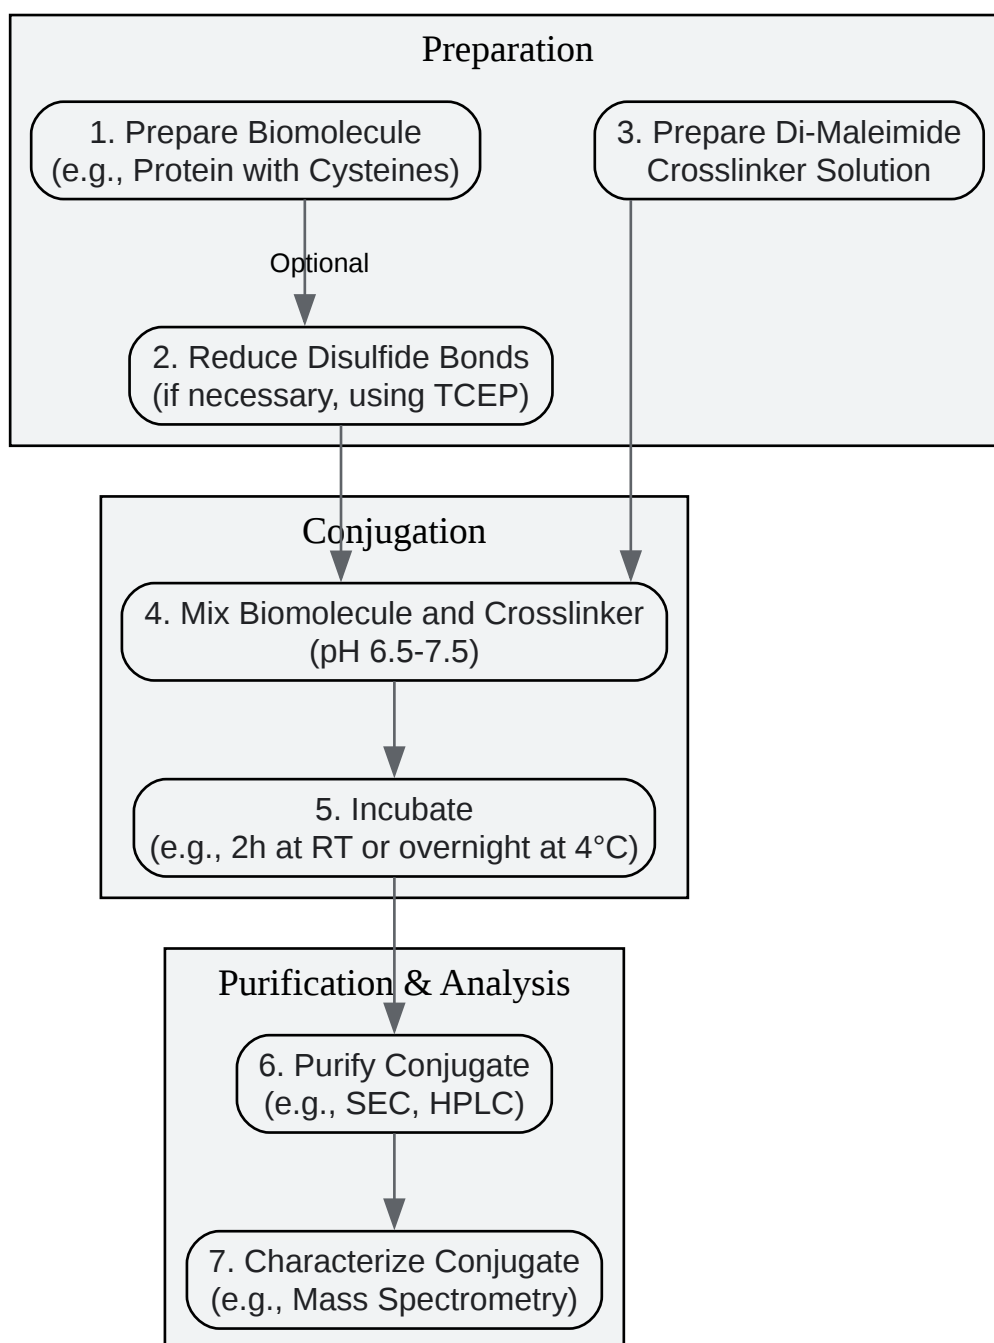 Preparation
1. Prepare Biomolecule
(e.g., Protein with Cysteines)
3. Prepare Di-Maleimide
Crosslinker Solution
Optional
2. Reduce Disulfide Bonds
(if necessary, using TCEP)
Conjugation
4. Mix Biomolecule and Crosslinker
(pH 6.5-7.5)
5. Incubate
(e.g., 2h at RT or overnight at 4°C)
Purification & Analysis
6. Purify Conjugate
(e.g., SEC, HPLC)
7. Characterize Conjugate
(e.g., Mass Spectrometry)